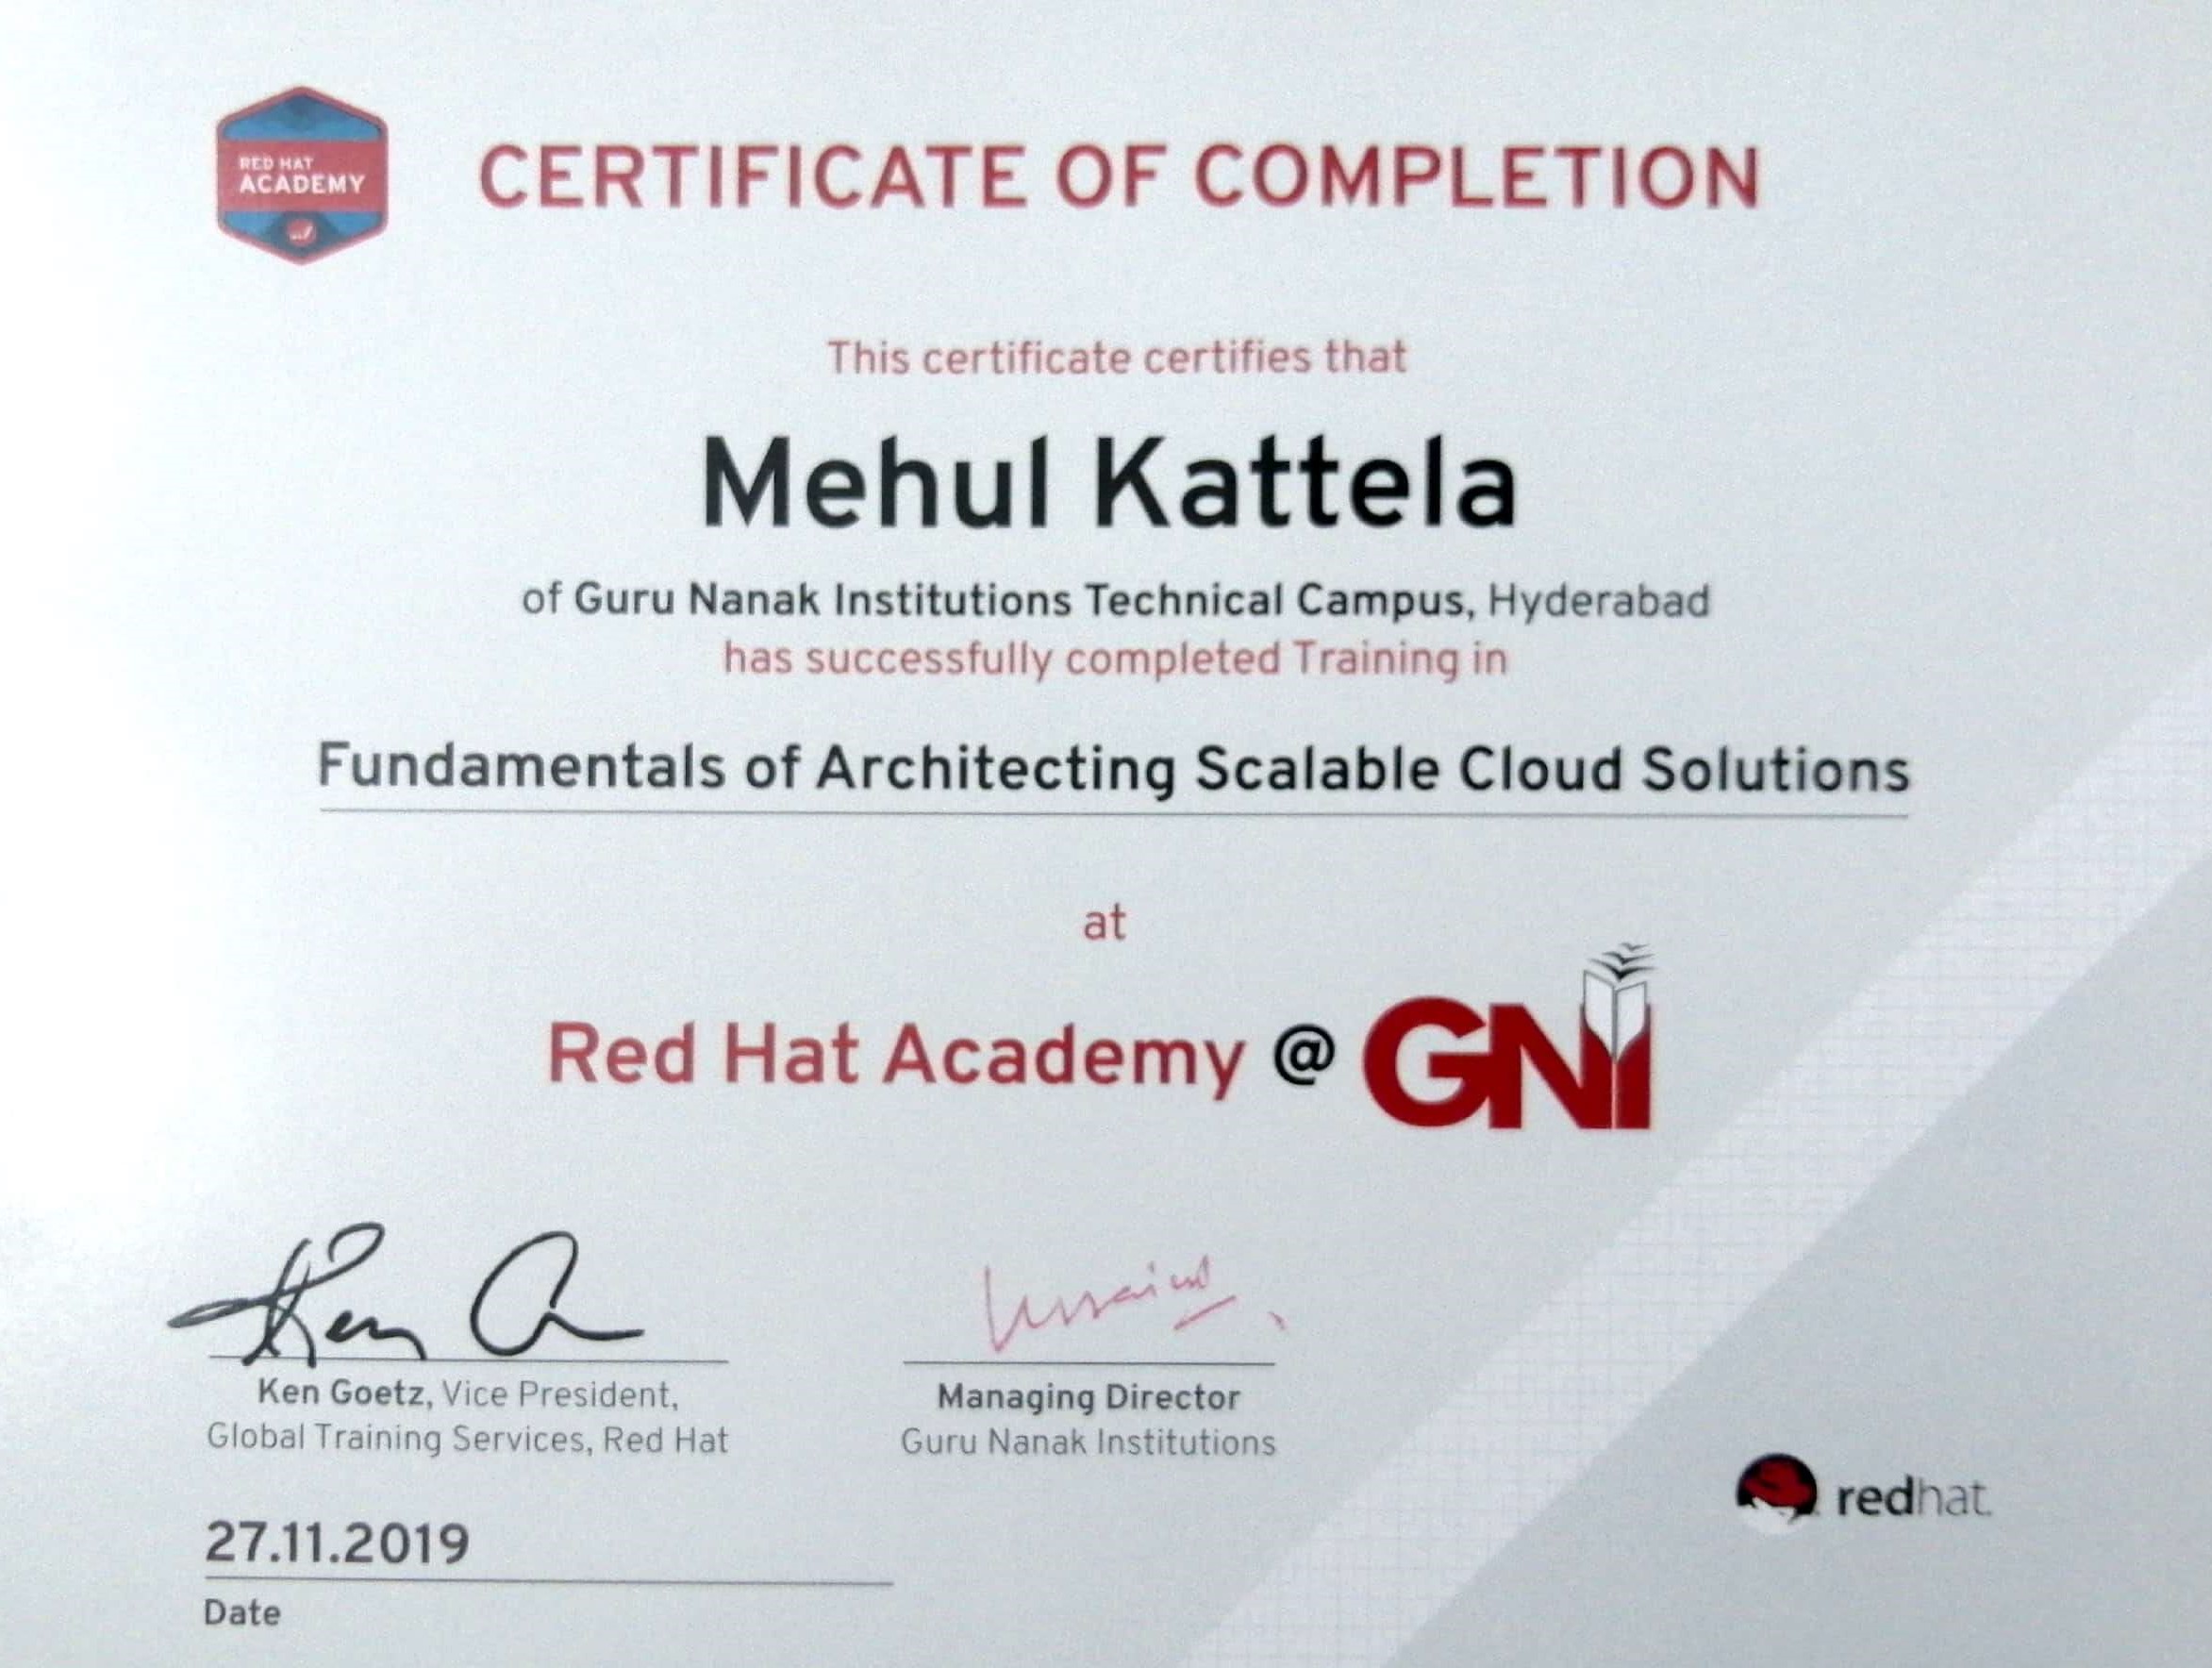 RED HAT
ACADEMY
CERTIFICATE OF COMPLETION
This certificate certifies that
Mehul Kattela
of Guru Nanak Institutions Technical Campus, Hyderabad
has successfully completed Training in
Fundamentals of Architecting Scalable Cloud Solutions
at
Red Hat Academy @ GNI
Ken Goetz, Vice President,
Global Training Services, Red Hat
Managing Director
Guru Nanak Institutions
redhat.
27.11.2019
Date